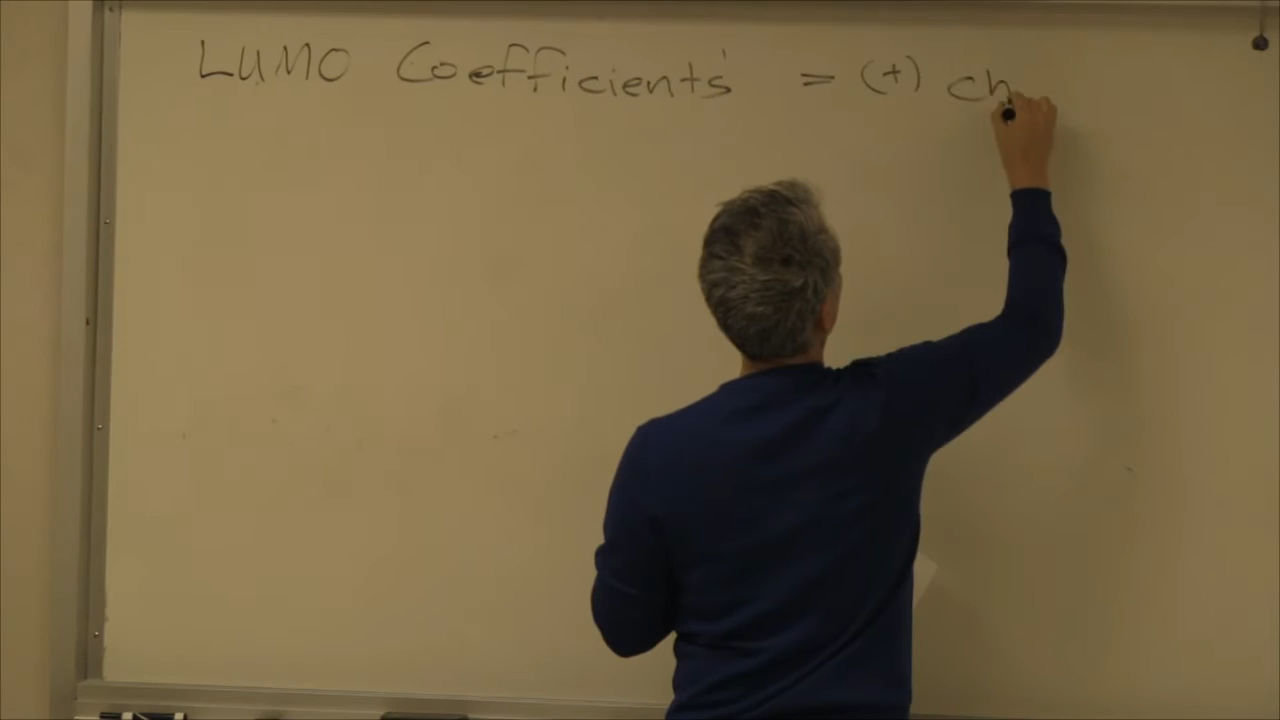 LUMO Coefficients = (+) ch